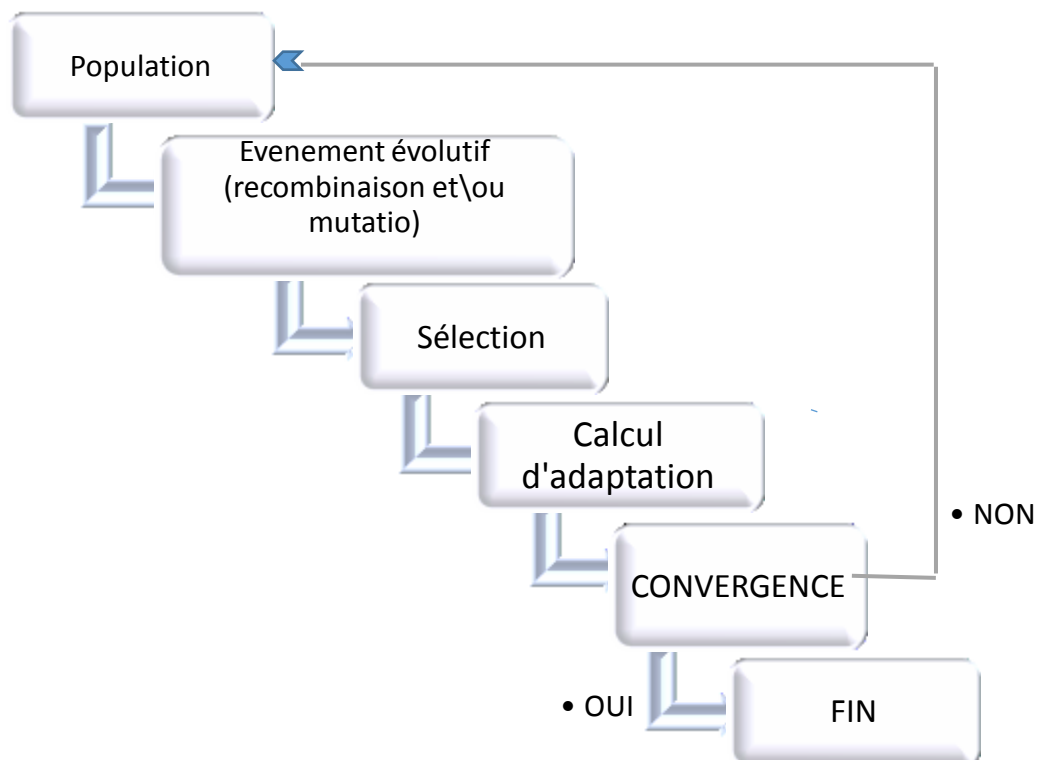 Population
Evenement évolutif
(recombinaison et\ou
mutatio)
Sélection
Calcul
d'adaptation
• NON
CONVERGENCE
• OUI
FIN